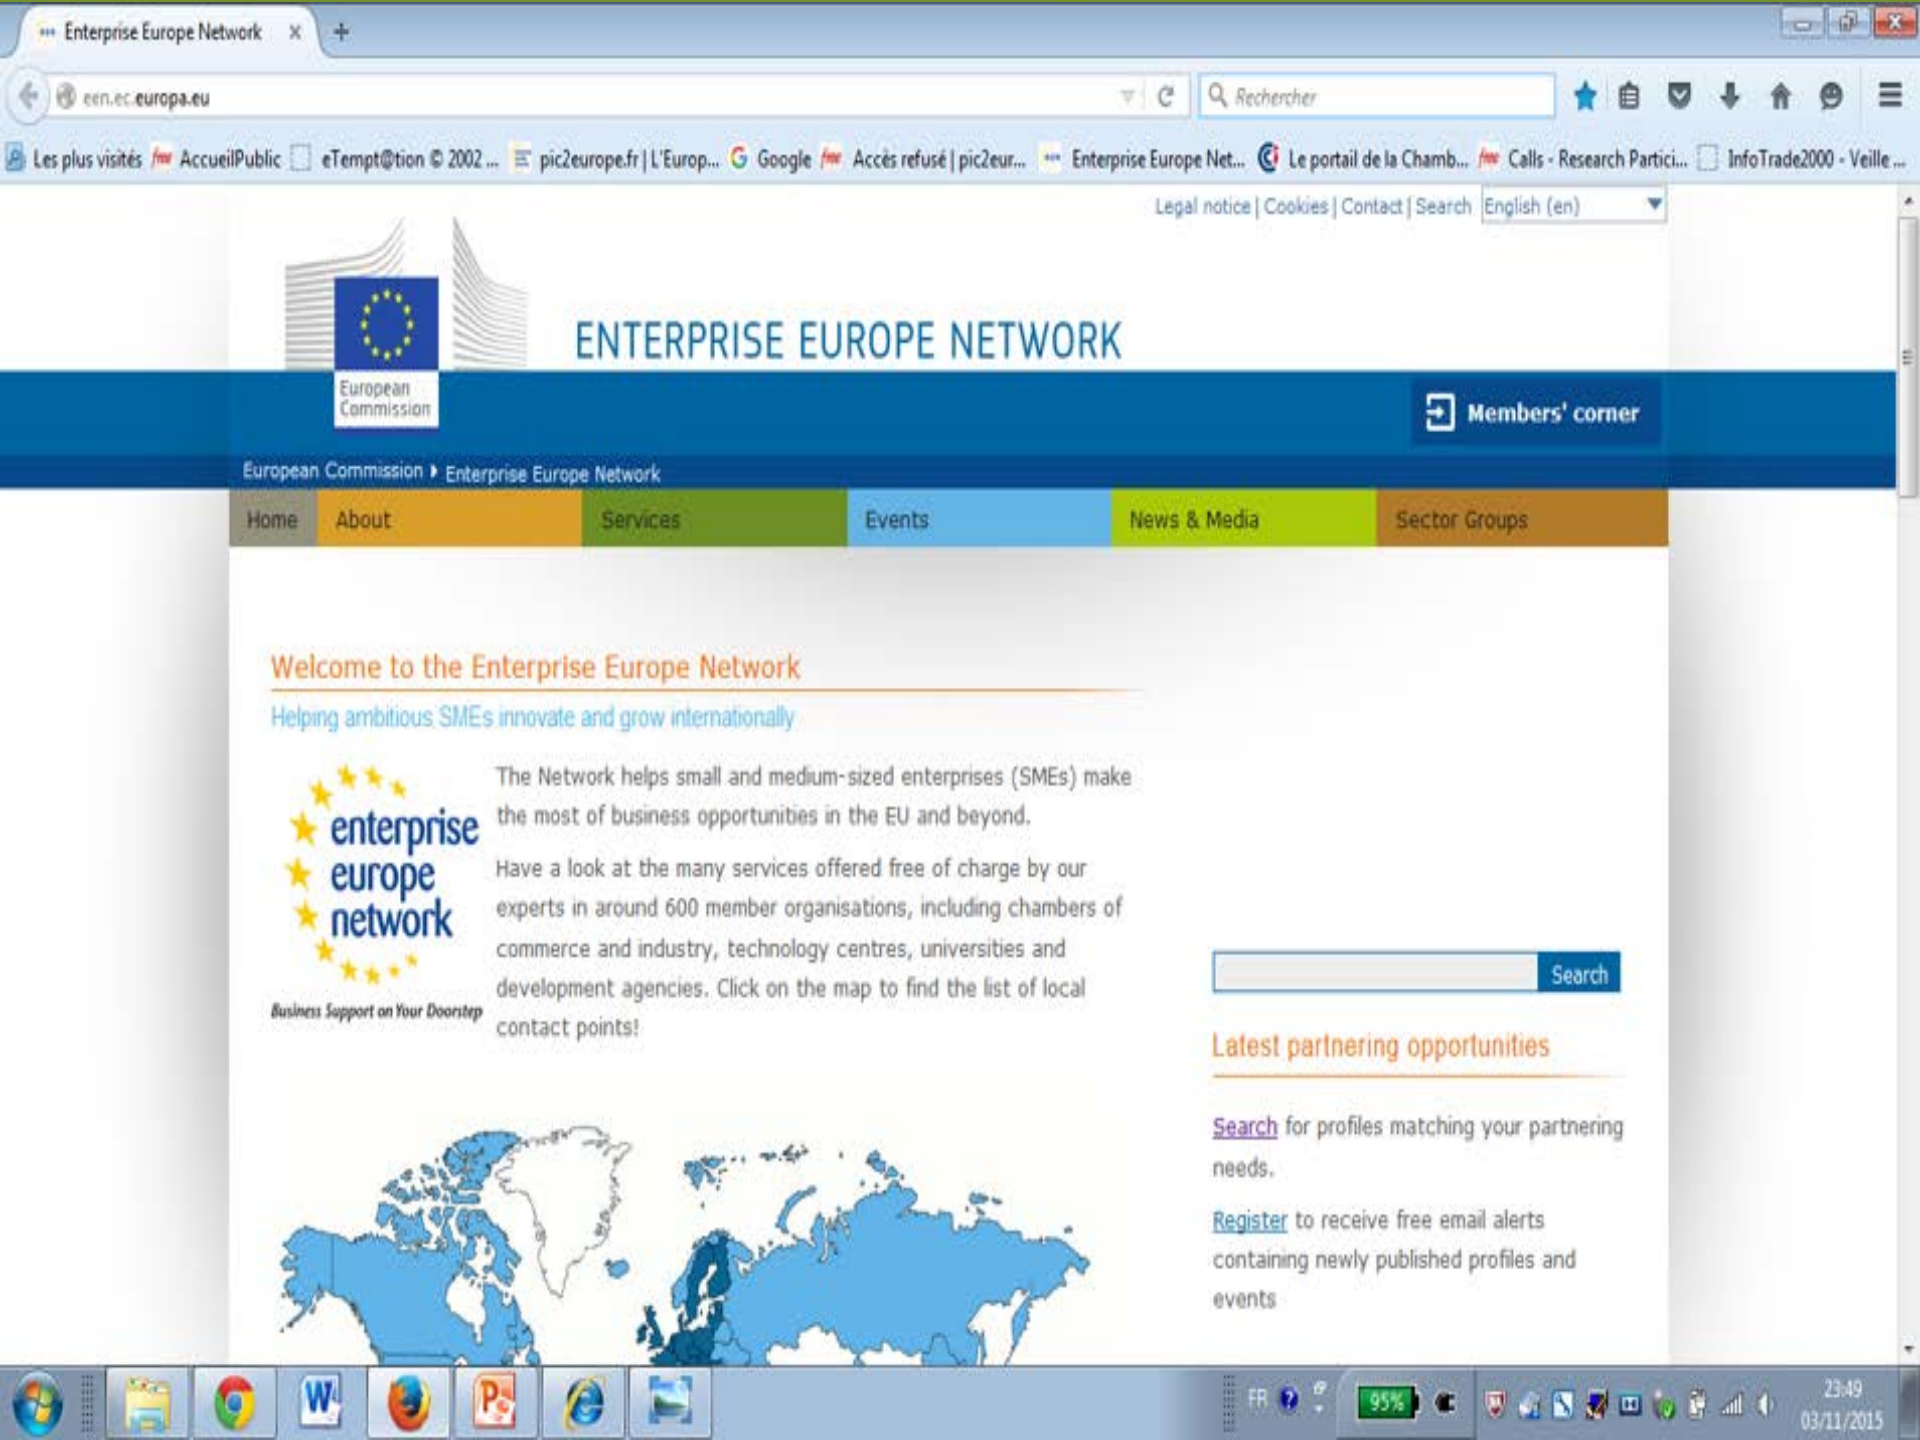 Enterprise Europe Network
een.ec.europa.eu
Rechercher
Les plus visités AccueilPublic eTempt@tion © 2002 ... pic2europe.fr | L'Europ... Google Accès refusé | pic2eur... Enterprise Europe Net... Le portail de la Chamb... Calls - Research Partici... InfoTrade2000 - Veille ...
Legal notice | Cookies | Contact | Search English (en)
ENTERPRISE EUROPE NETWORK
European
Commission
Members' corner
European Commission Enterprise Europe Network
Home About Services Events News & Media Sector Groups
Welcome to the Enterprise Europe Network
Helping ambitious SMEs innovate and grow internationally
enterprise
europe
network
Business Support on Your Doorstep
The Network helps small and medium-sized enterprises (SMEs) make
the most of business opportunities in the EU and beyond.
Have a look at the many services offered free of charge by our
experts in around 600 member organisations, including chambers of
commerce and industry, technology centres, universities and
development agencies. Click on the map to find the list of local
contact points!
Search
Latest partnering opportunities
Search for profiles matching your partnering
needs.
Register to receive free email alerts
containing newly published profiles and
events
FR
95%
23:49
03/11/2015